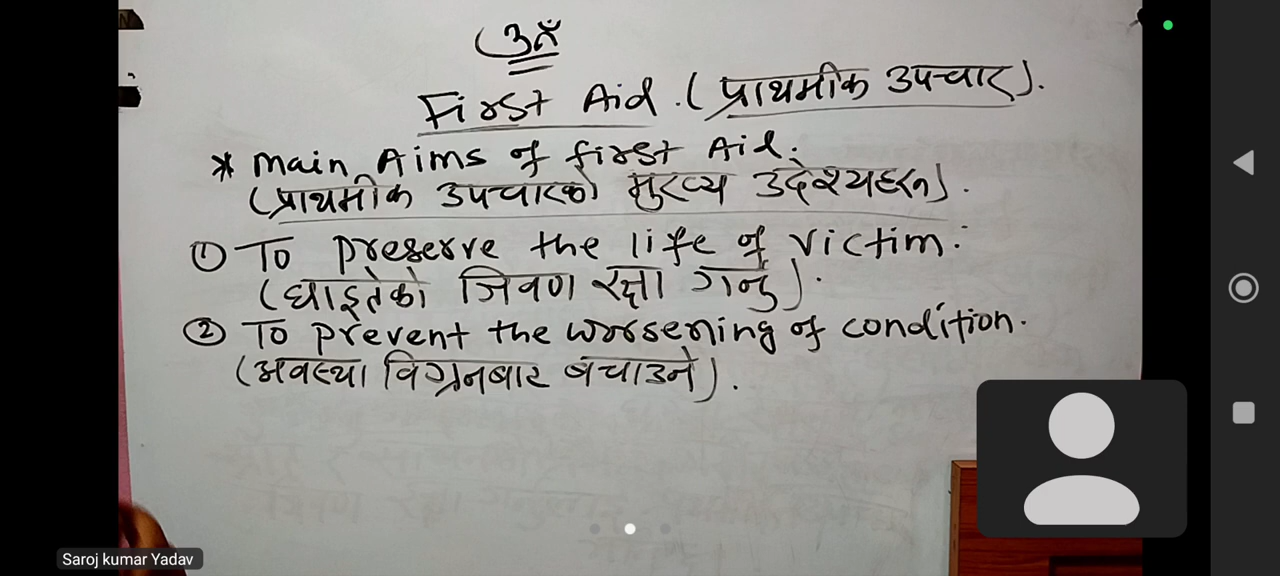 उतँ
First Aid. (प्राथमीक उपचार).
* Main Aims of first Aid:
(प्राथमीक उपचारको मुख्य उदेश्यहरू).
① To preserve the life of victim:
(घाइतेको जिवण रक्षा गर्नु).
② To prevent the worsening of condition.
(अवस्था विग्रनबाट बंचाउने).
Saroj kumar Yadav